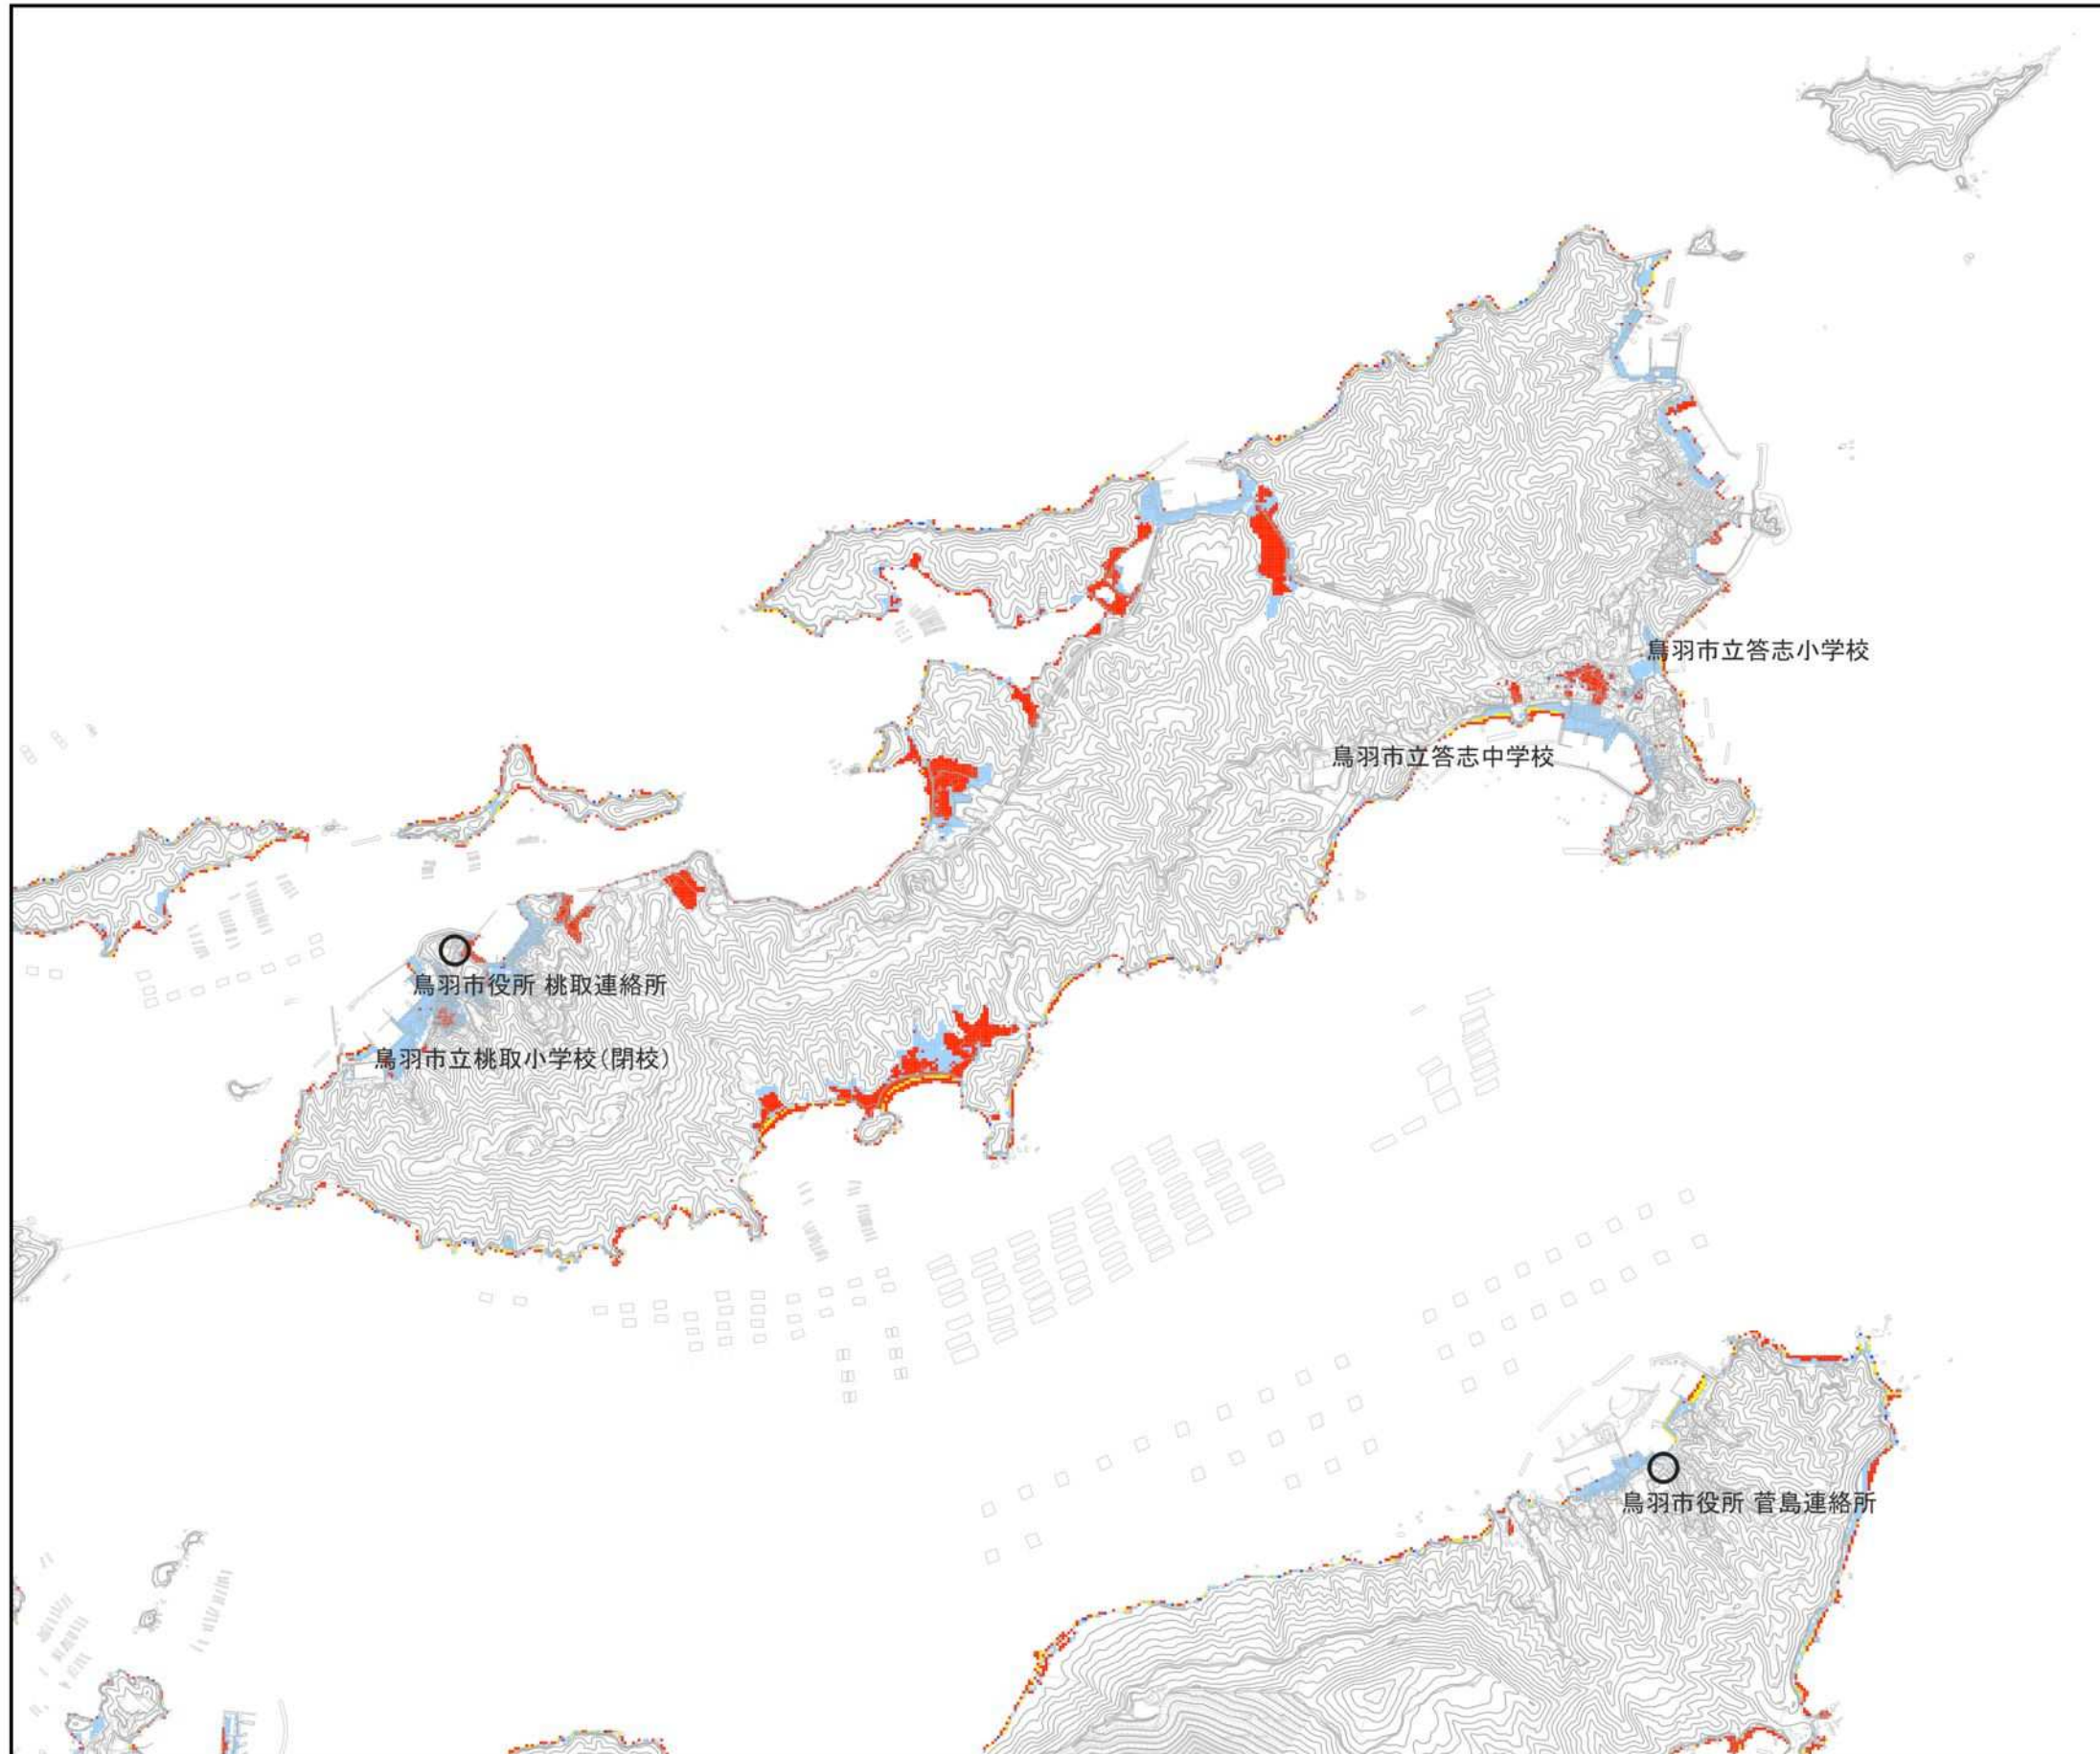 鳥羽市立答志小学校
鳥羽市立答志中学校
鳥羽市役所 桃取連絡所
鳥羽市立桃取小学校(閉校)
鳥羽市役所 菅島連絡所